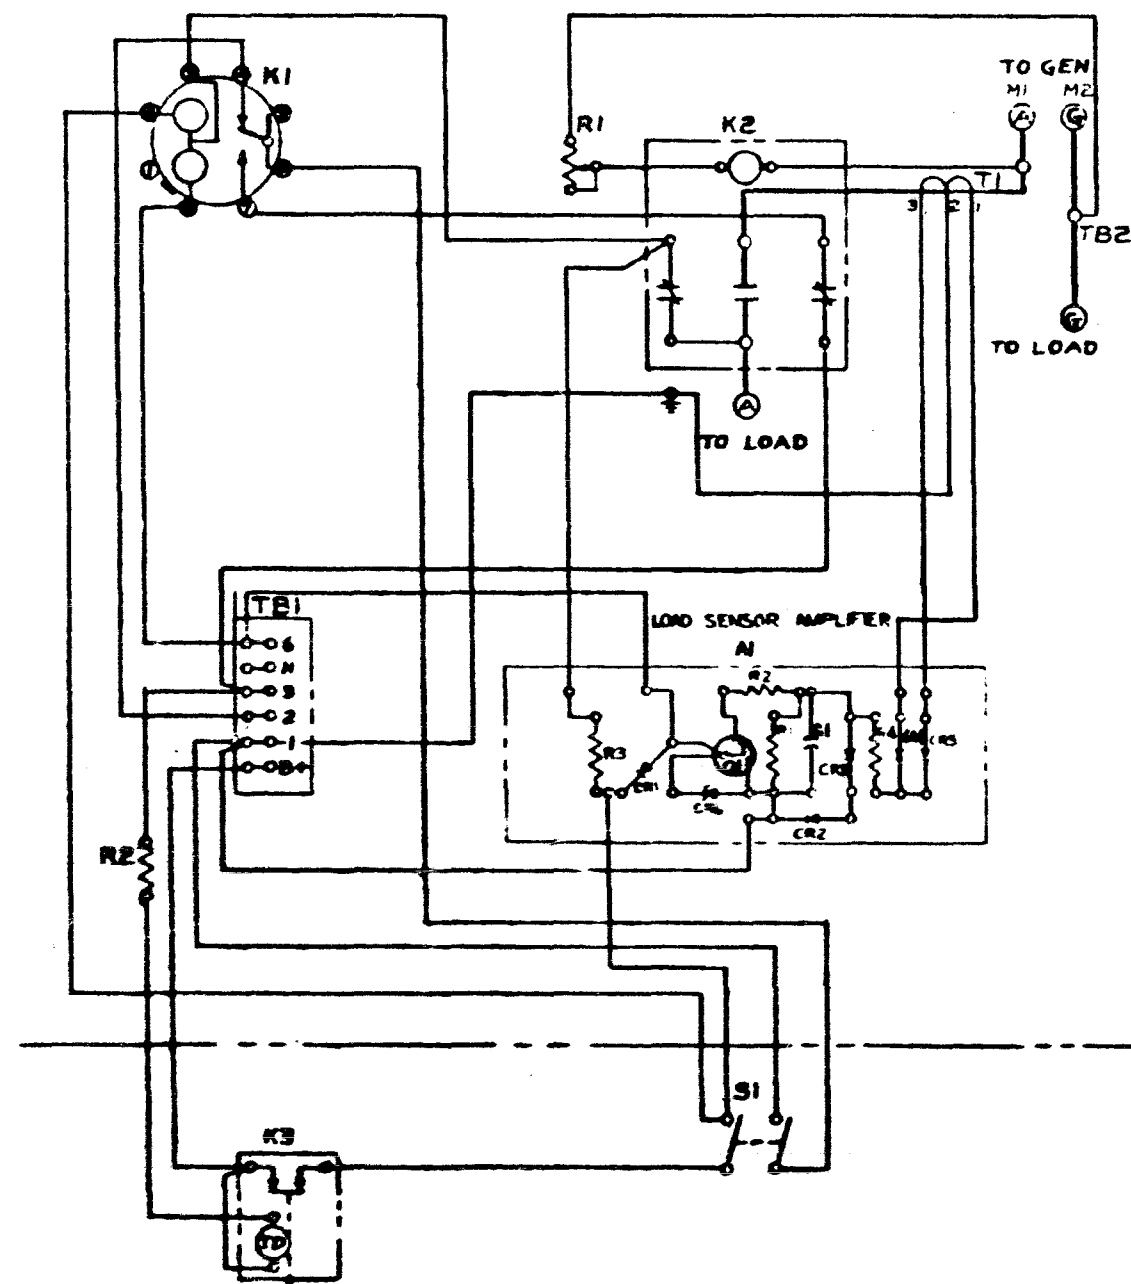 K1
TO GEN
M1 M2
A G
R1
K2
T1
3 2 1
TB2
G
TO LOAD
A
TO LOAD
TB1
6
N
3
2
1
B+
LOAD SENSOR AMPLIFIER
A1
R2
R3
CR1
CR2
CR5
R2
S1
K3
TD